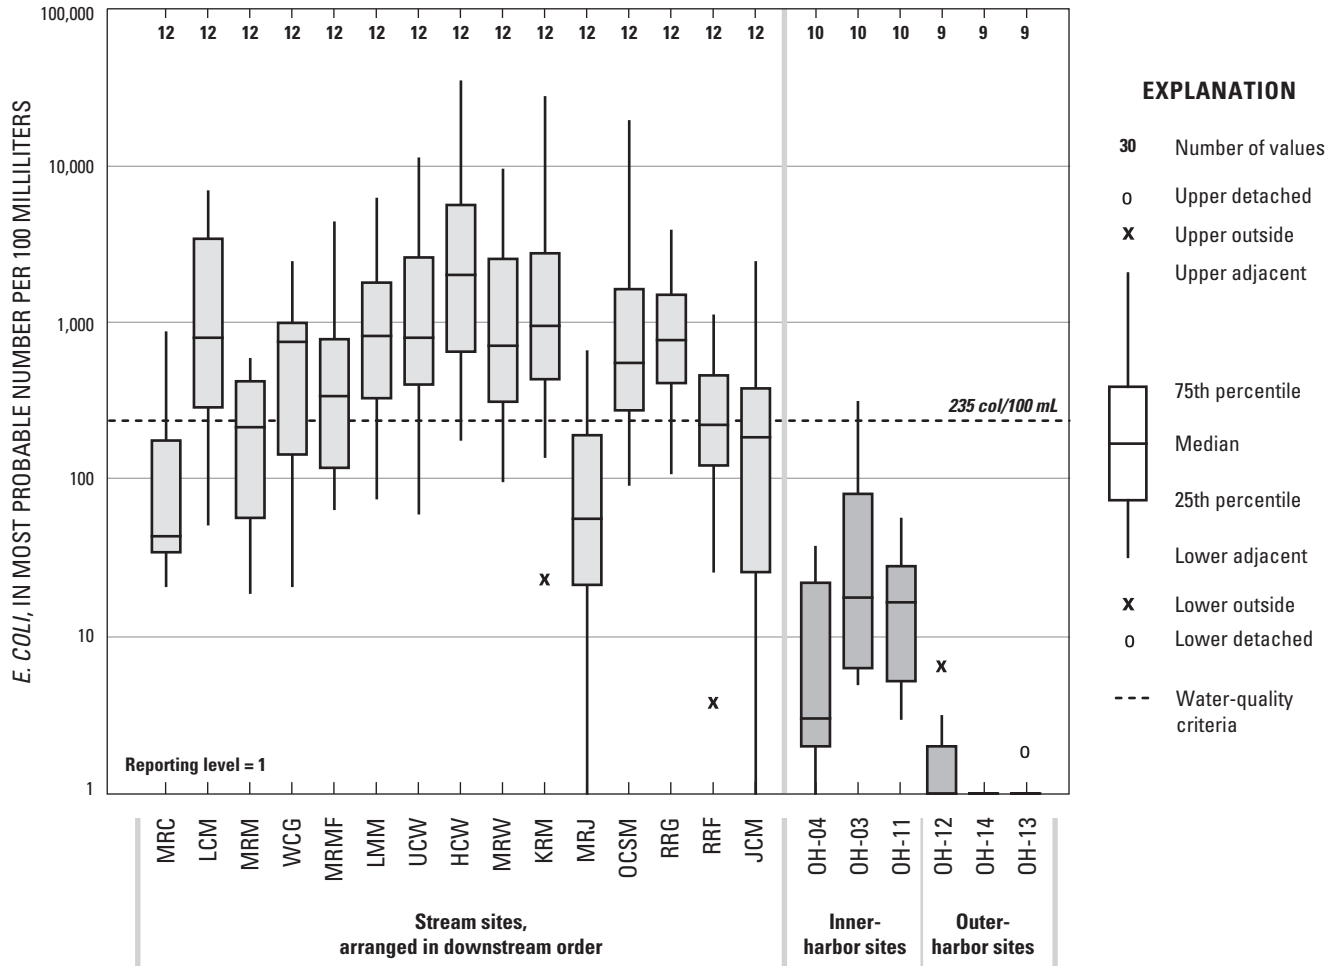 100,000
10,000
1,000
100
10
1
E. COLI, IN MOST PROBABLE NUMBER PER 100 MILLILITERS
12 12 12 12 12 12 12 12 12 12 12 12 12 12 12 10 10 10 9 9 9
235 col/100 mL
Reporting level = 1
MRC LCM MRM WCG MRMF LMM UCW HCW MRW KRM MRJ OCSM RRG RRF JCM OH-04 OH-03 OH-11 OH-12 OH-14 OH-13
Stream sites,
arranged in downstream order
Inner-
harbor sites
Outer-
harbor sites
EXPLANATION
30 Number of values
o Upper detached
x Upper outside
Upper adjacent
75th percentile
Median
25th percentile
Lower adjacent
x Lower outside
o Lower detached
Water-quality
criteria
x
x
x
o